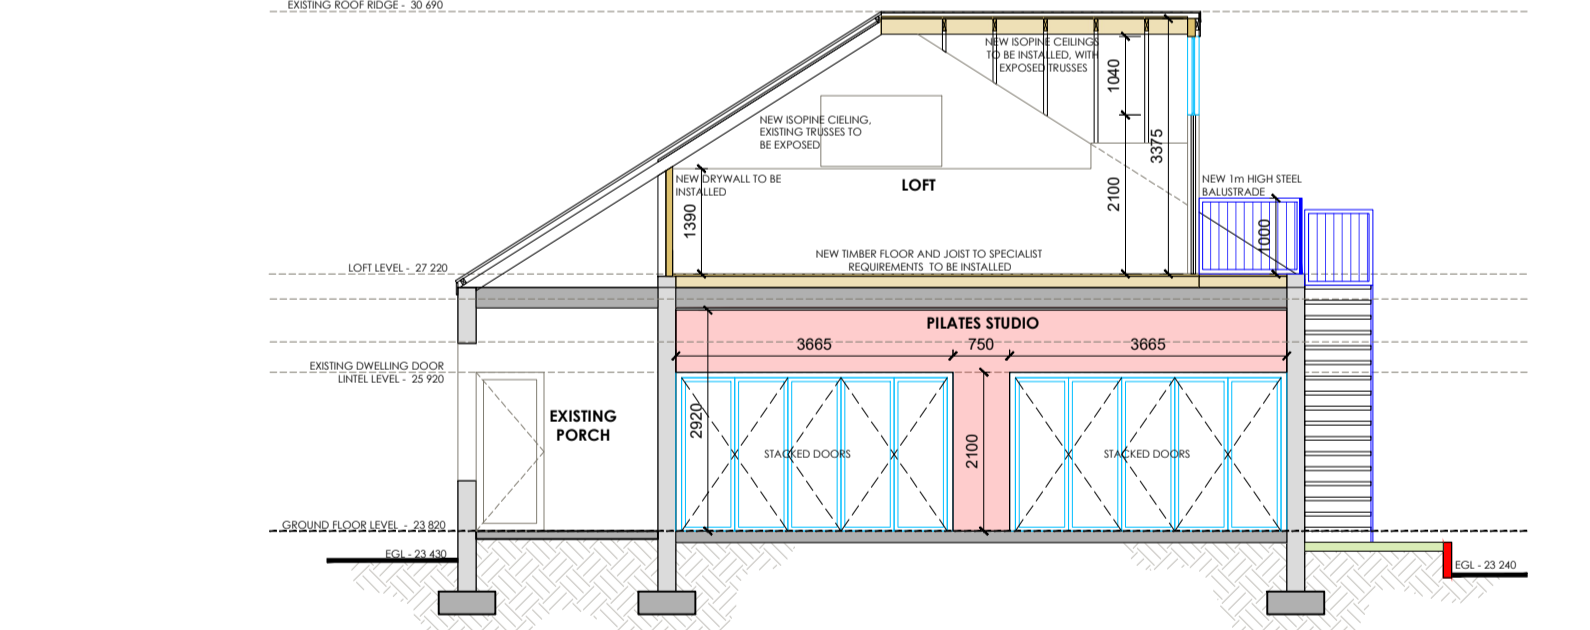 EXISTING ROOF RIDGE - 30 690
NEW ISOPINE CEILINGS
TO BE INSTALLED, WITH
EXPOSED TRUSSES
1040
3375
NEW ISOPINE CIELING,
EXISTING TRUSSES TO
BE EXPOSED
NEW DRYWALL TO BE
INSTALLED
LOFT
2100
NEW 1m HIGH STEEL
BALUSTRADE
1390
1000
NEW TIMBER FLOOR AND JOIST TO SPECIALIST
REQUIREMENTS TO BE INSTALLED
LOFT LEVEL - 27 220
PILATES STUDIO
3665
750
3665
EXISTING DWELLING DOOR
LINTEL LEVEL - 25 920
EXISTING
PORCH
2920
STACKED DOORS
2100
STACKED DOORS
GROUND FLOOR LEVEL - 23 820
EGL - 23 430
EGL - 23 240